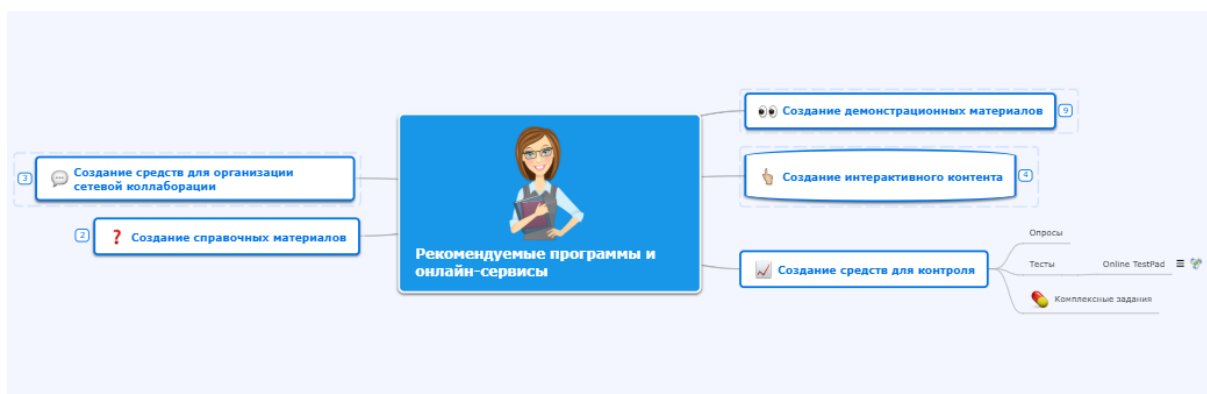 Создание демонстрационных материалов
9
Создание средств для организации
сетевой коллаборации
3
Создание интерактивного контента
4
Создание справочных материалов
2
Рекомендуемые программы и
онлайн-сервисы
Создание средств для контроля
Опросы
Тесты
Online TestPad
Комплексные задания